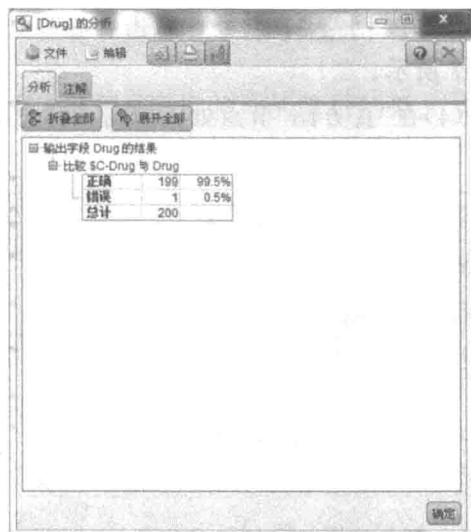 [Drug] 的分析
文件 编辑
分析 注解
折叠全部 展开全部
输出字段 Drug 的结果
比较 $C-Drug 与 Drug
正确 199 99.5%
错误 1 0.5%
总计 200
确定